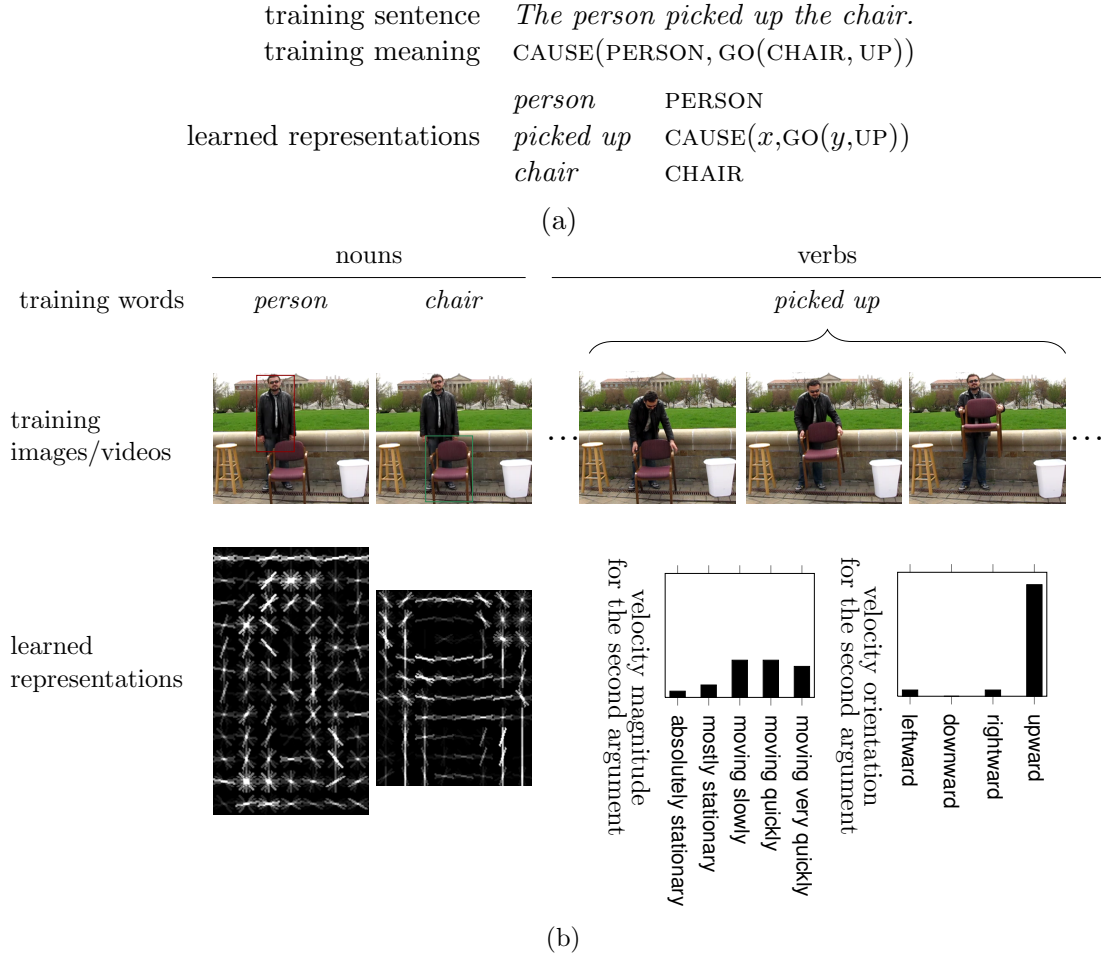 training sentence The person picked up the chair.
training meaning CAUSE(PERSON, GO(CHAIR, UP))
person PERSON
learned representations picked up CAUSE(x,GO(y,UP))
chair CHAIR
(a)
nouns verbs
training words person chair picked up
training
images/videos
... ...
learned
representations
velocity magnitude
for the second argument
absolutely stationary
mostly stationary
moving slowly
moving quickly
moving very quickly
velocity orientation
for the second argument
leftward
downward
rightward
upward
(b)